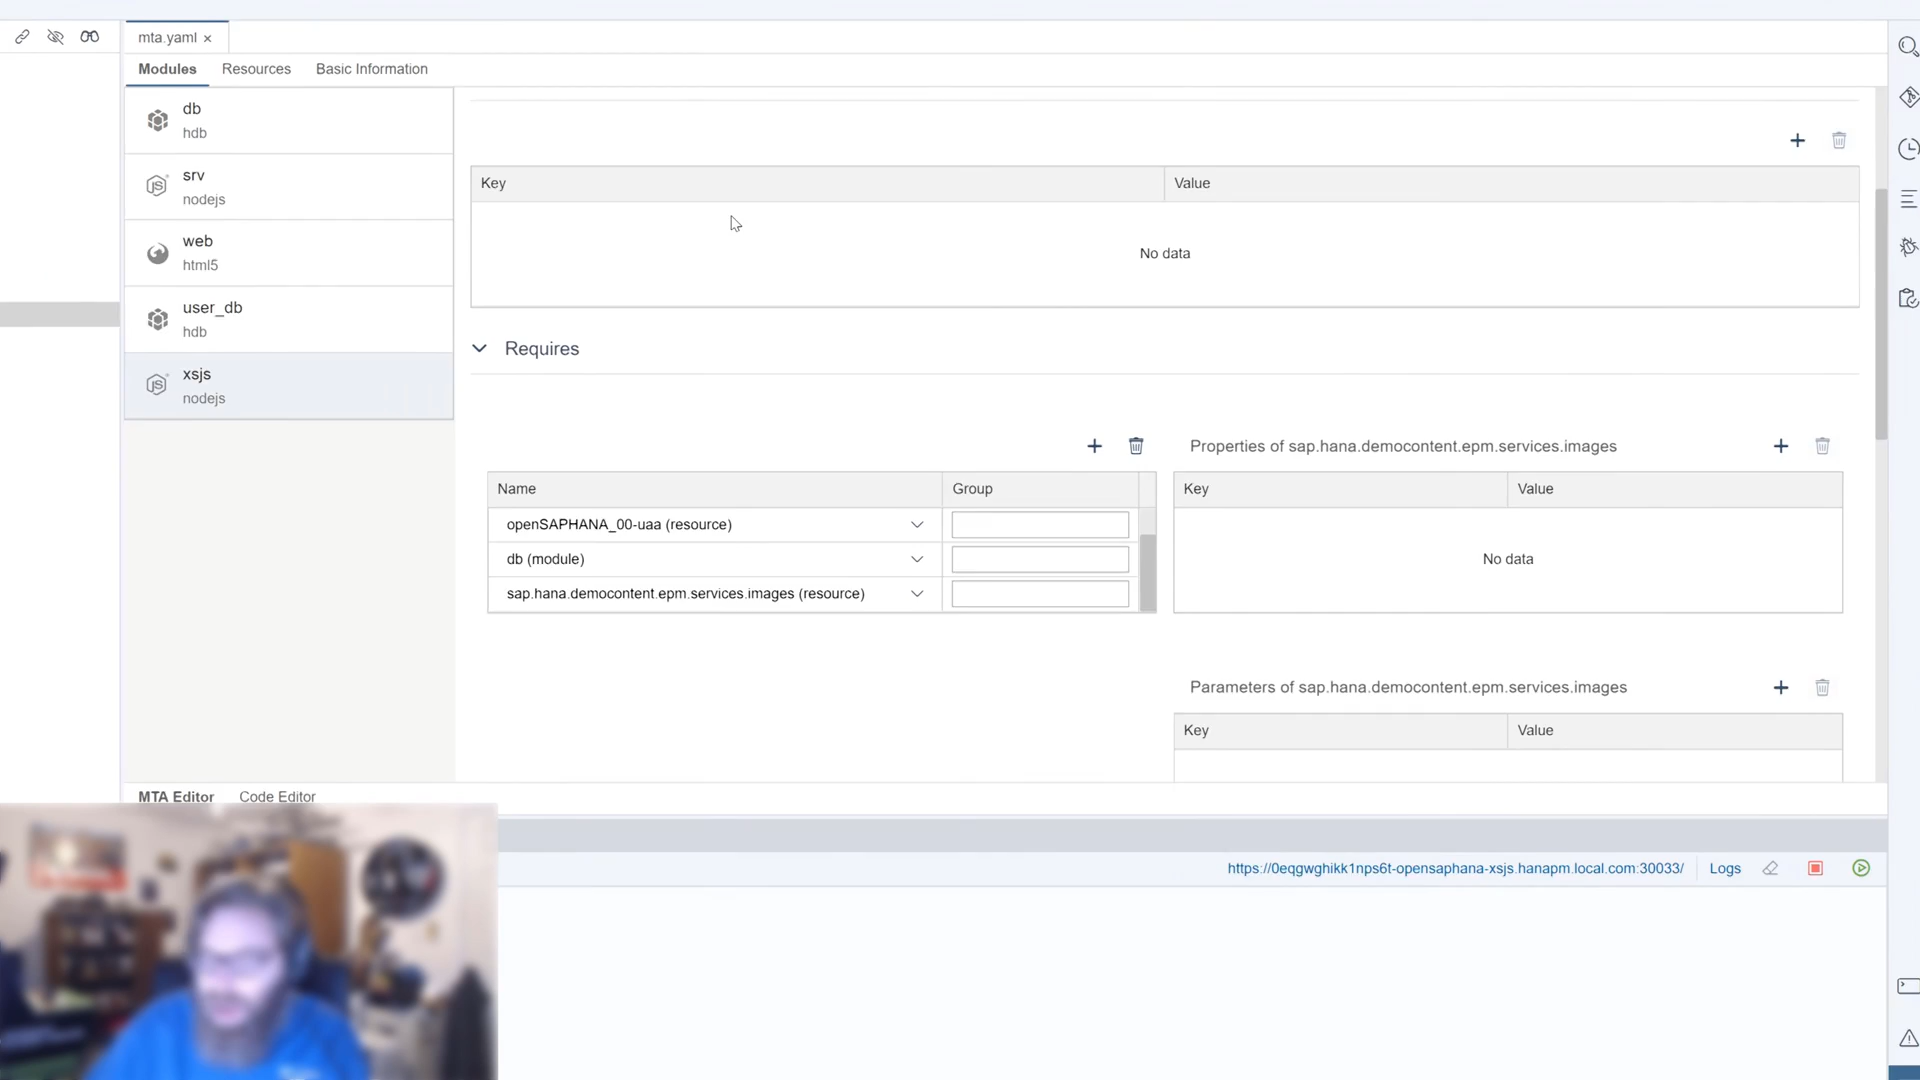 mta.yaml
Modules Resources Basic Information
db
hdb
srv
nodejs
web
html5
user_db
hdb
xsjs
nodejs
Key Value
No data
Requires
Properties of sap.hana.democontent.epm.services.images
Name Group
Key Value
openSAPHANA_00-uaa (resource)
db (module)
No data
sap.hana.democontent.epm.services.images (resource)
Parameters of sap.hana.democontent.epm.services.images
Key Value
MTA Editor Code Editor
https://0eqgwghikk1nps6t-opensaphana-xsjs.hanapm.local.com:30033/ Logs